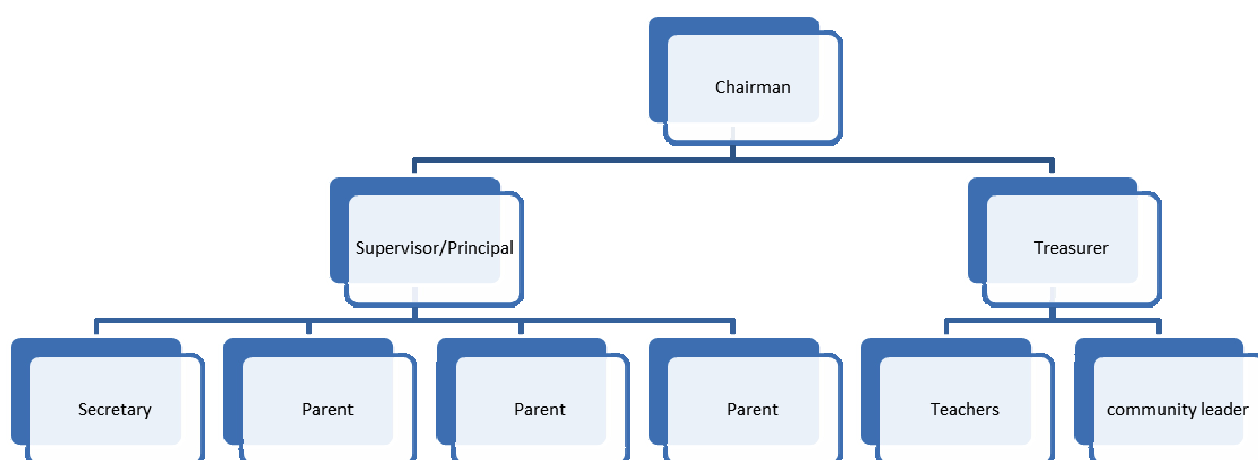 Chairman
Supervisor/Principal
Treasurer
Secretary
Parent
Parent
Parent
Teachers
community leader